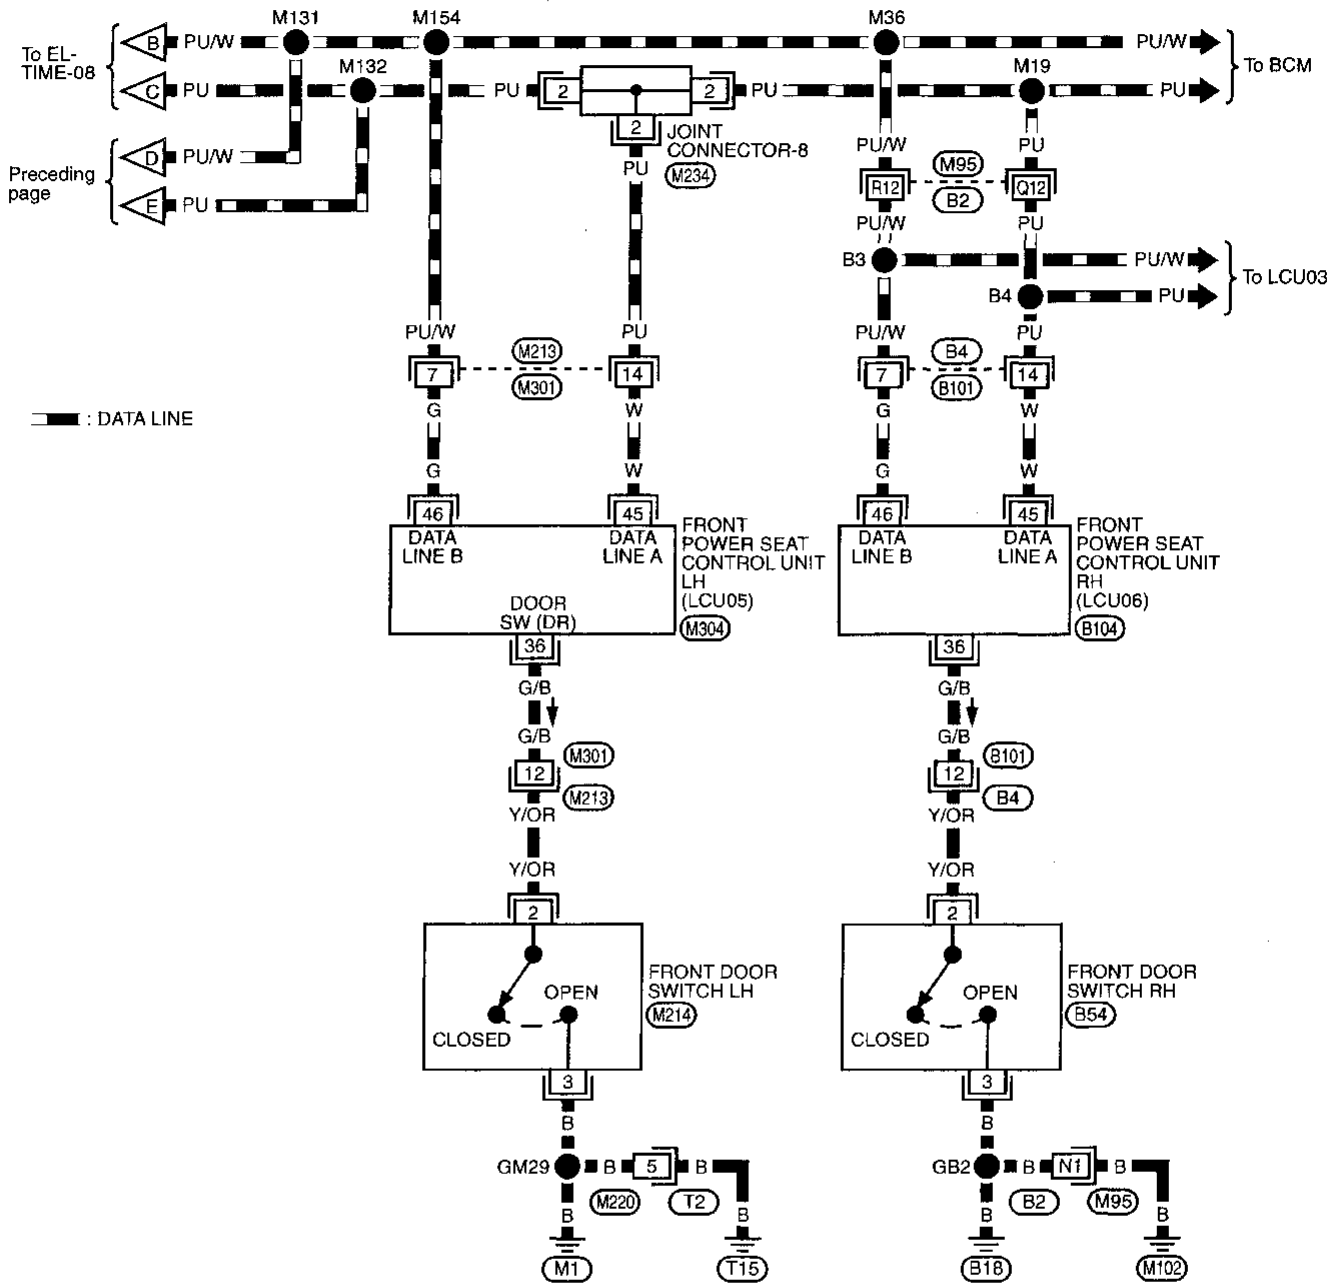 M131
M154
M36
To EL-
TIME-08
B
PU/W
PU/W
To BCM
M132
M19
C
PU
PU
2
2
PU
PU
2
JOINT
CONNECTOR-8
M234
PU
Preceding
page
D
PU/W
E
PU
PU/W
PU
R12
M95
B2
Q12
PU/W
PU
B3
PU/W
To LCU03
B4
PU
PU/W
PU
PU/W
PU
7
M213
M301
14
7
B4
B101
14
G
W
G
W
: DATA LINE
G
W
G
W
46
45
46
45
DATA
LINE B
DATA
LINE A
FRONT
POWER SEAT
CONTROL UNIT
LH
(LCU05)
M304
DATA
LINE B
DATA
LINE A
FRONT
POWER SEAT
CONTROL UNIT
RH
(LCU06)
B104
DOOR
SW (DR)
36
36
G/B
G/B
G/B
G/B
12
M301
M213
12
B101
B4
Y/OR
Y/OR
Y/OR
Y/OR
2
2
OPEN
CLOSED
FRONT DOOR
SWITCH LH
M214
OPEN
CLOSED
FRONT DOOR
SWITCH RH
B54
3
3
B
B
GM29
B
5
B
GB2
B
N1
B
M220
T2
B2
M95
B
B
B
B
M1
T15
B18
M102